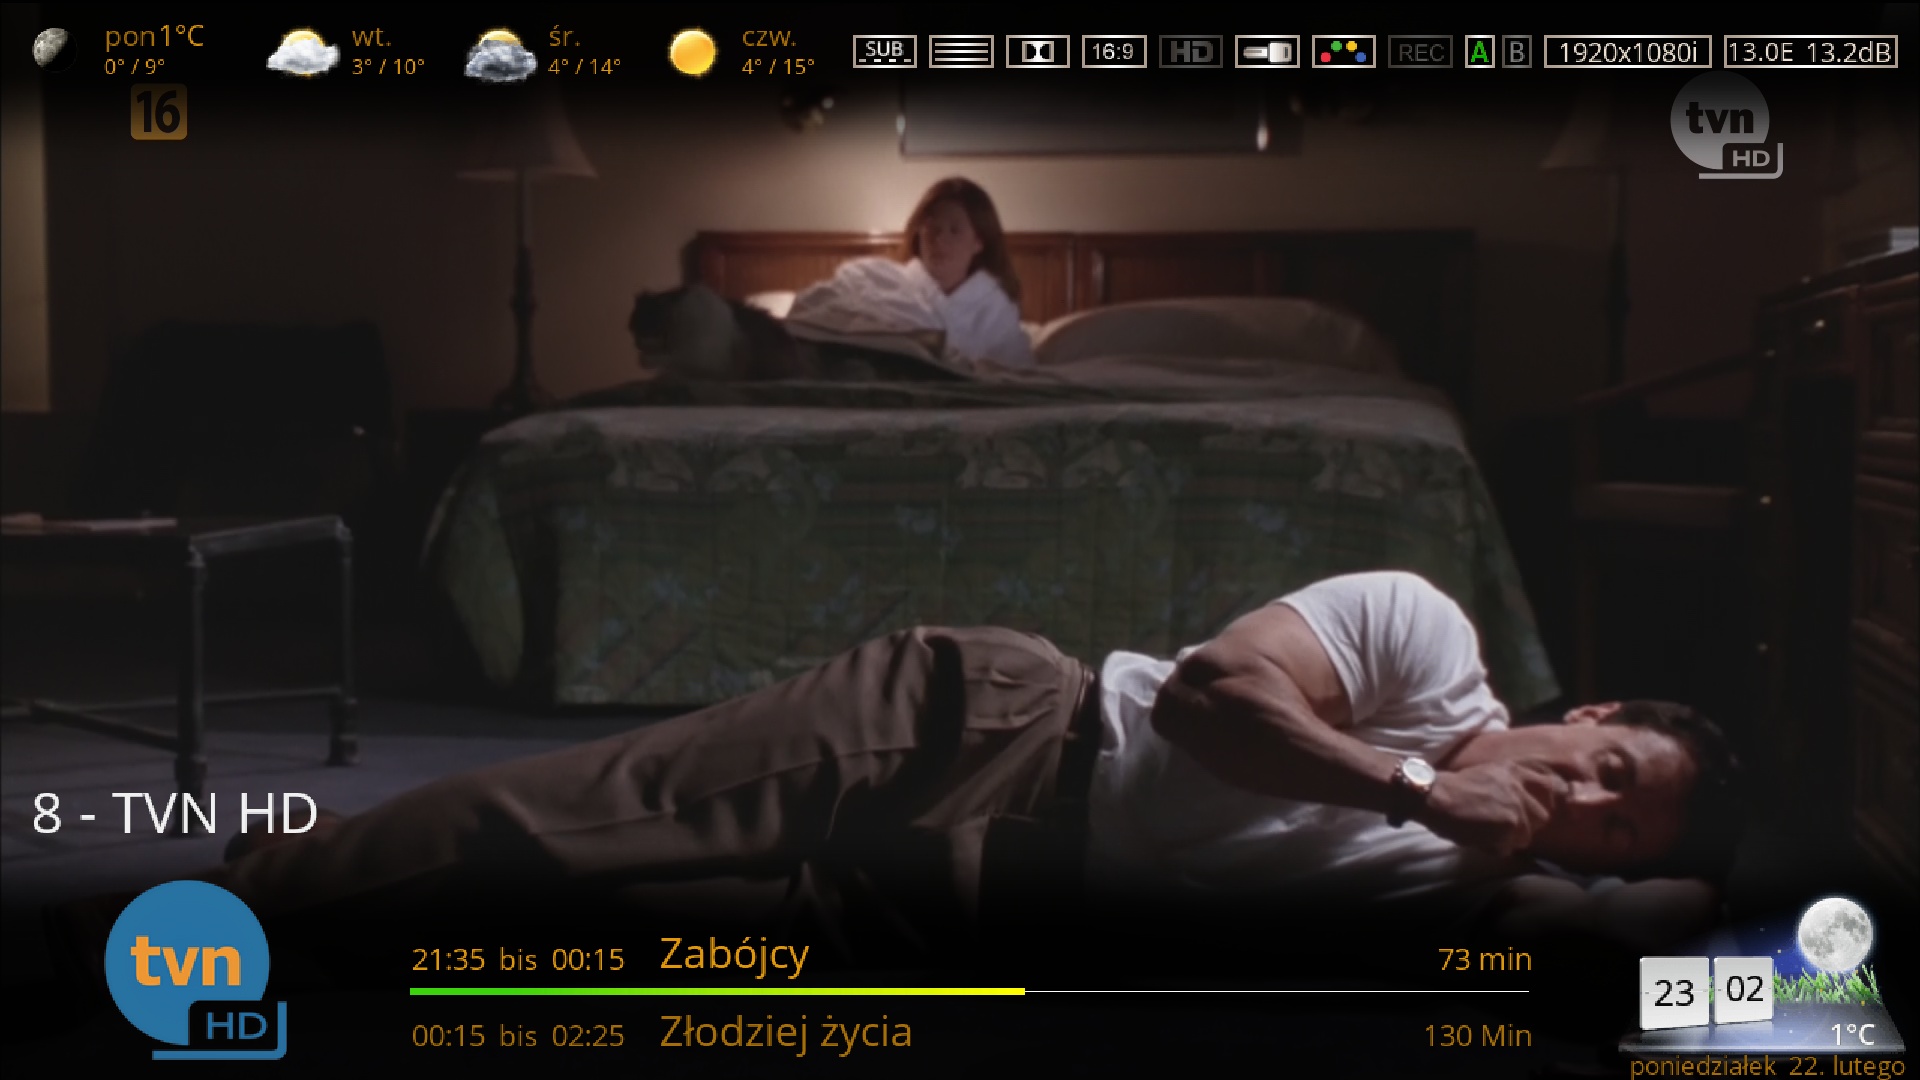 pon 1°C
0° / 9°
wt.
3° / 10°
śr.
4° / 14°
czw.
4° / 15°
SUB
16:9
HD
REC
A
B
1920x1080i
13.0E 13.2dB
16
tvn
HD
8 - TVN HD
tvn
HD
21:35 bis 00:15 Zabójcy 73 min
00:15 bis 02:25 Złodziej życia 130 Min
23 02
1°C
poniedziałek 22. lutego